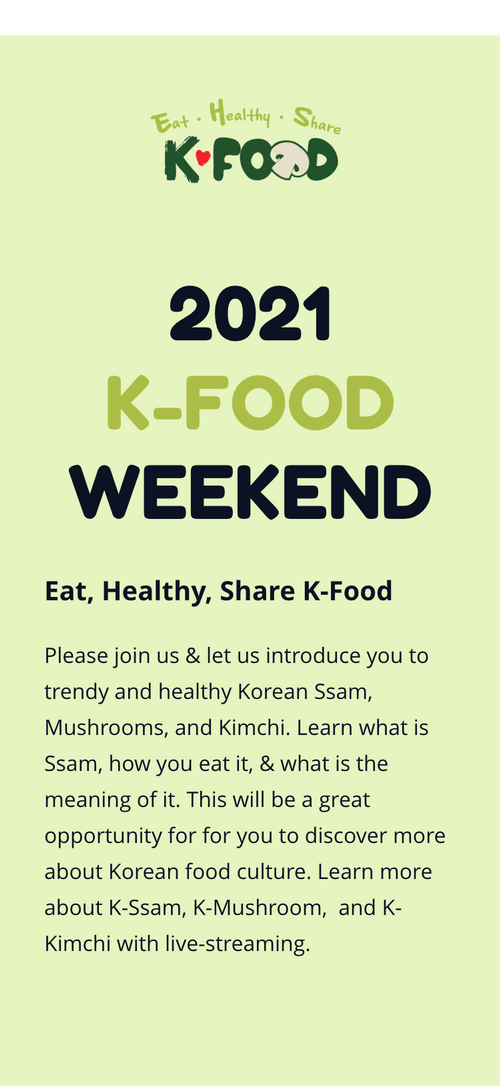 Eat · Healthy · Share
K FOOD
2021
K-FOOD
WEEKEND
Eat, Healthy, Share K-Food
Please join us & let us introduce you to
trendy and healthy Korean Ssam,
Mushrooms, and Kimchi. Learn what is
Ssam, how you eat it, & what is the
meaning of it. This will be a great
opportunity for for you to discover more
about Korean food culture. Learn more
about K-Ssam, K-Mushroom,  and K-
Kimchi with live-streaming.